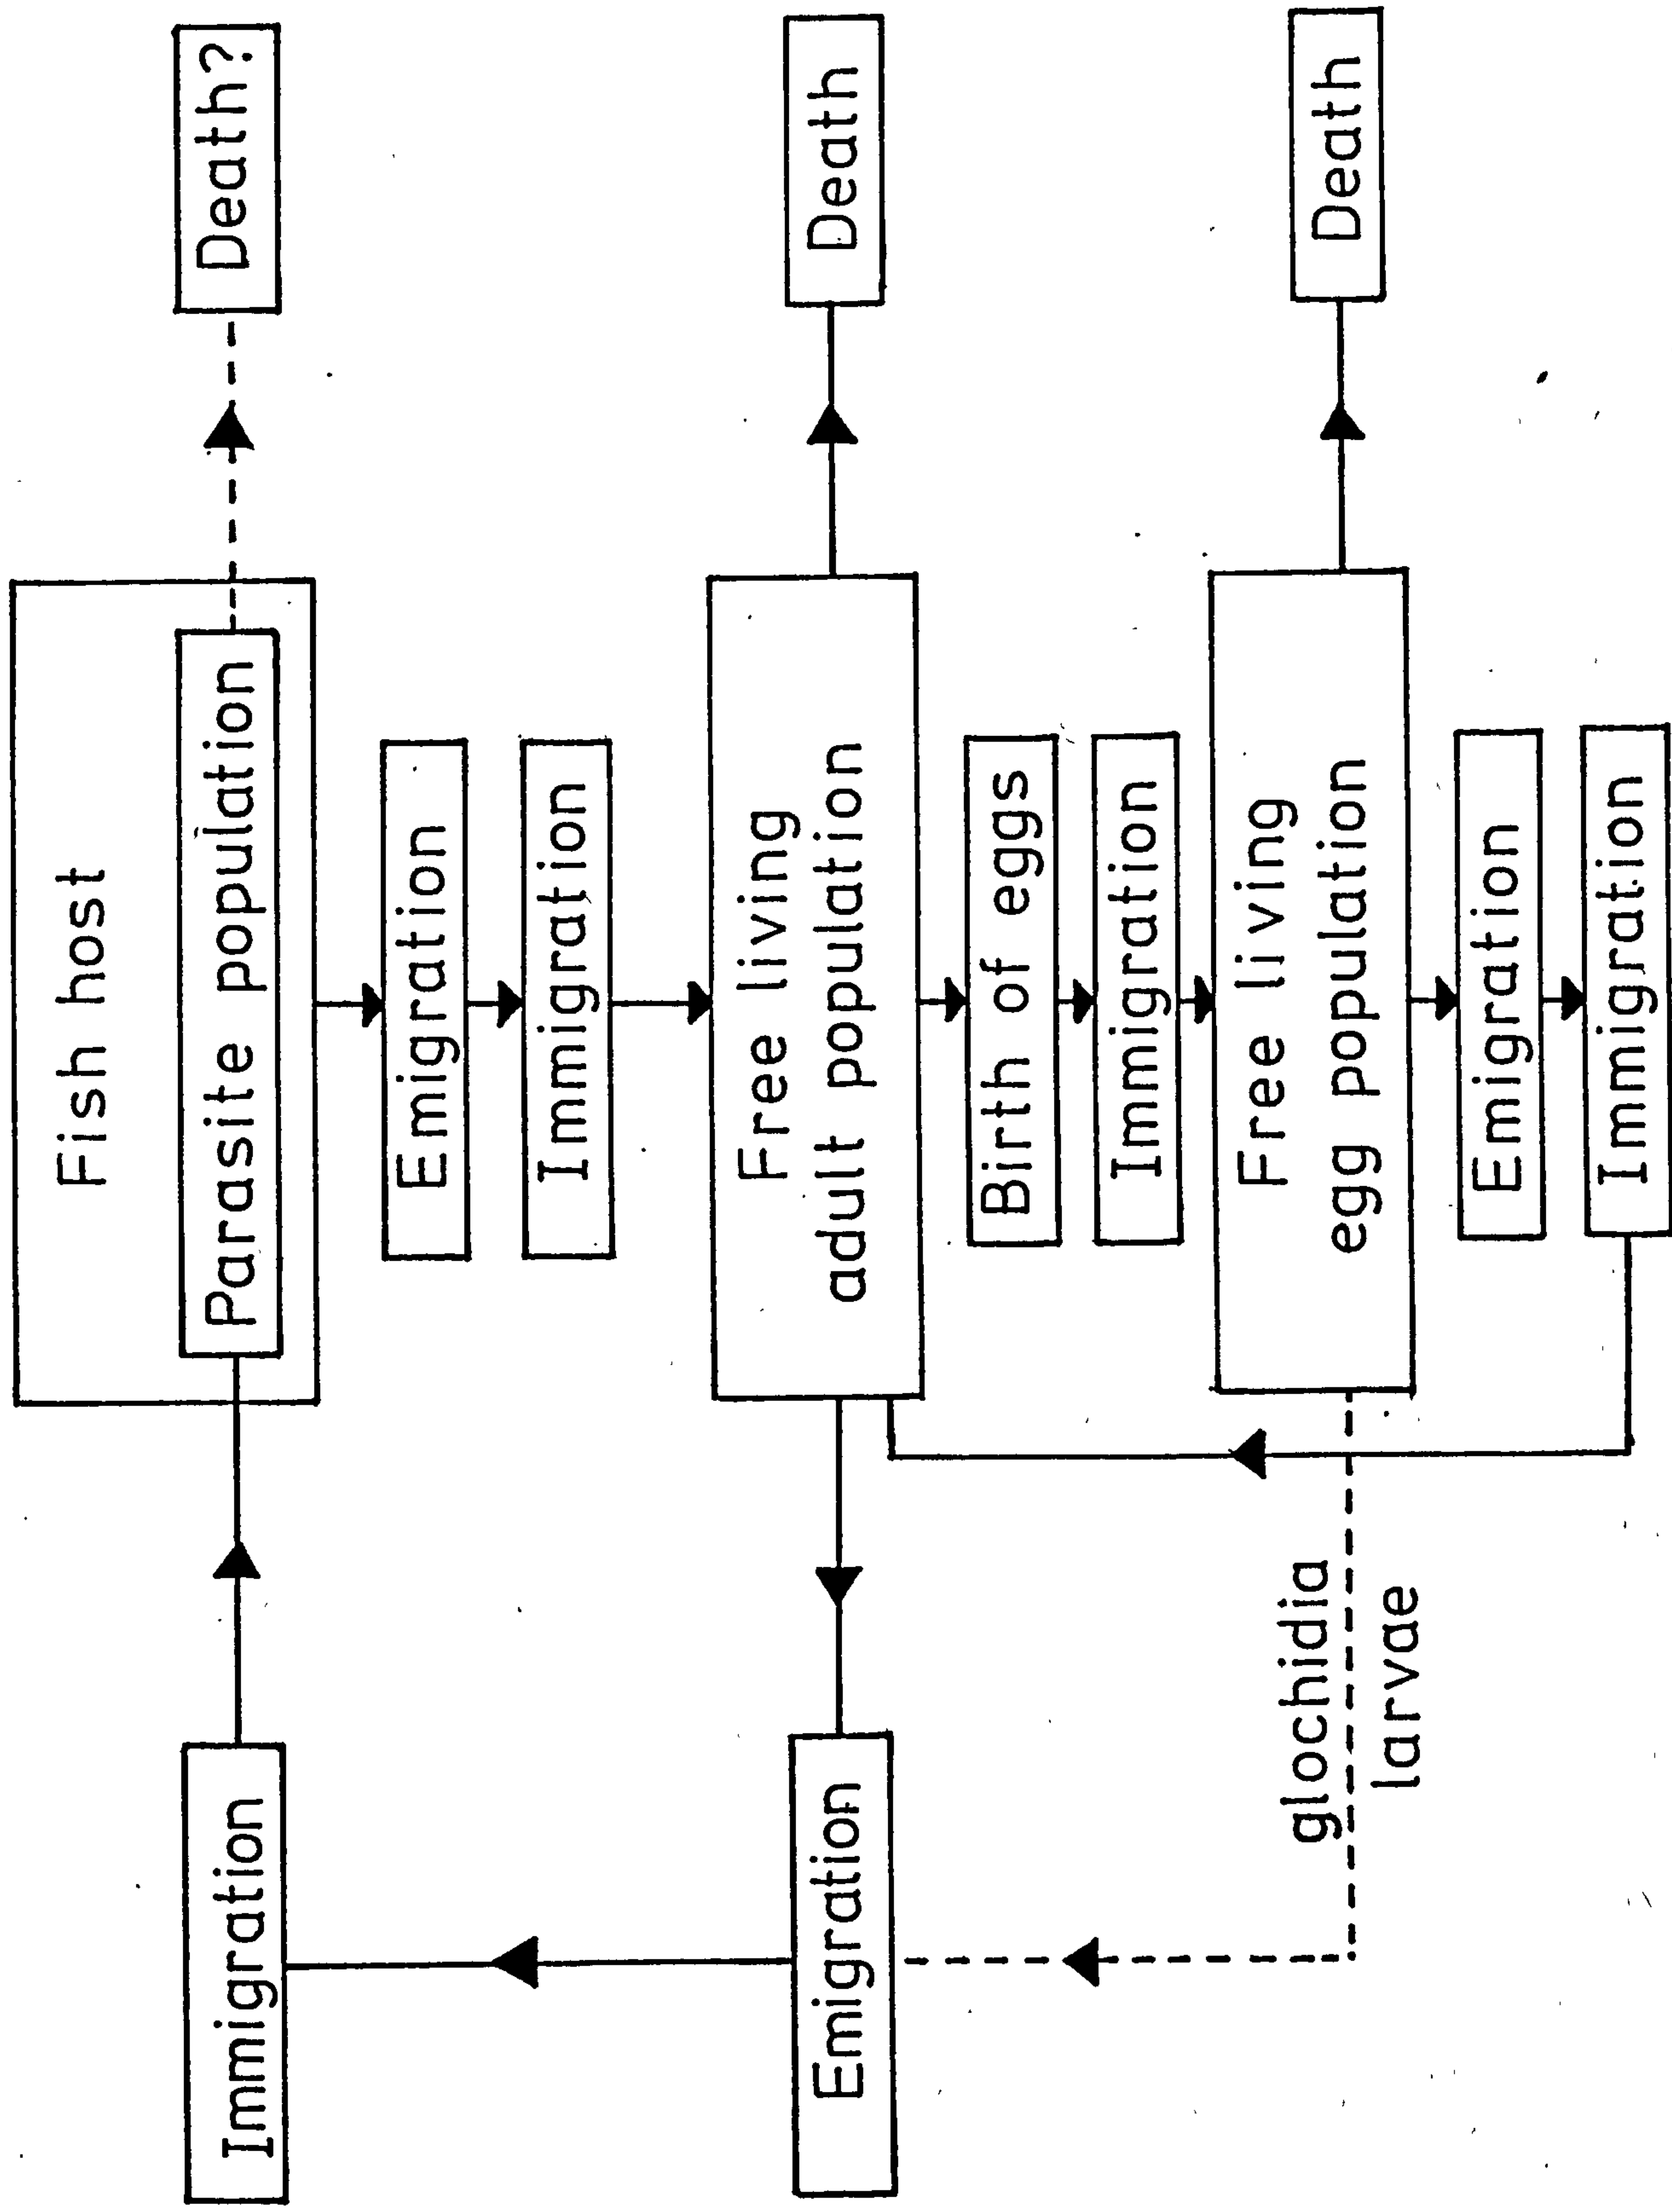 Fish host
Immigration
Parasite population
Death?
Emigration
Immigration
Free living
adult population
Emigration
Death
Birth of eggs
Immigration
Free living
egg population
Death
glochidia
larvae
Emigration
Immigration